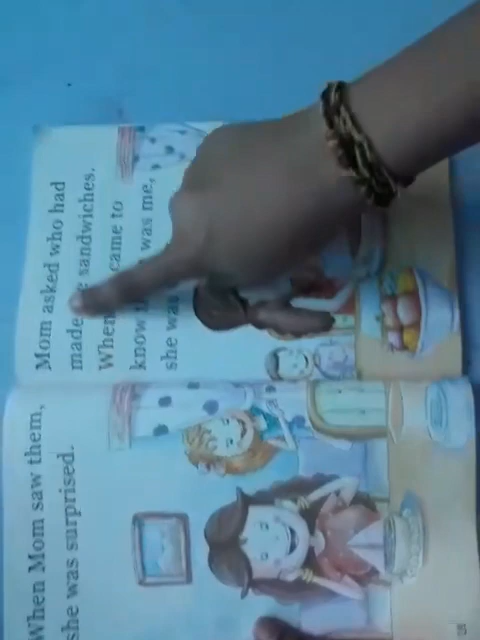 When Mom saw them,
she was surprised.
Mom asked who had
made sandwiches.
When came to
know was me,
she was